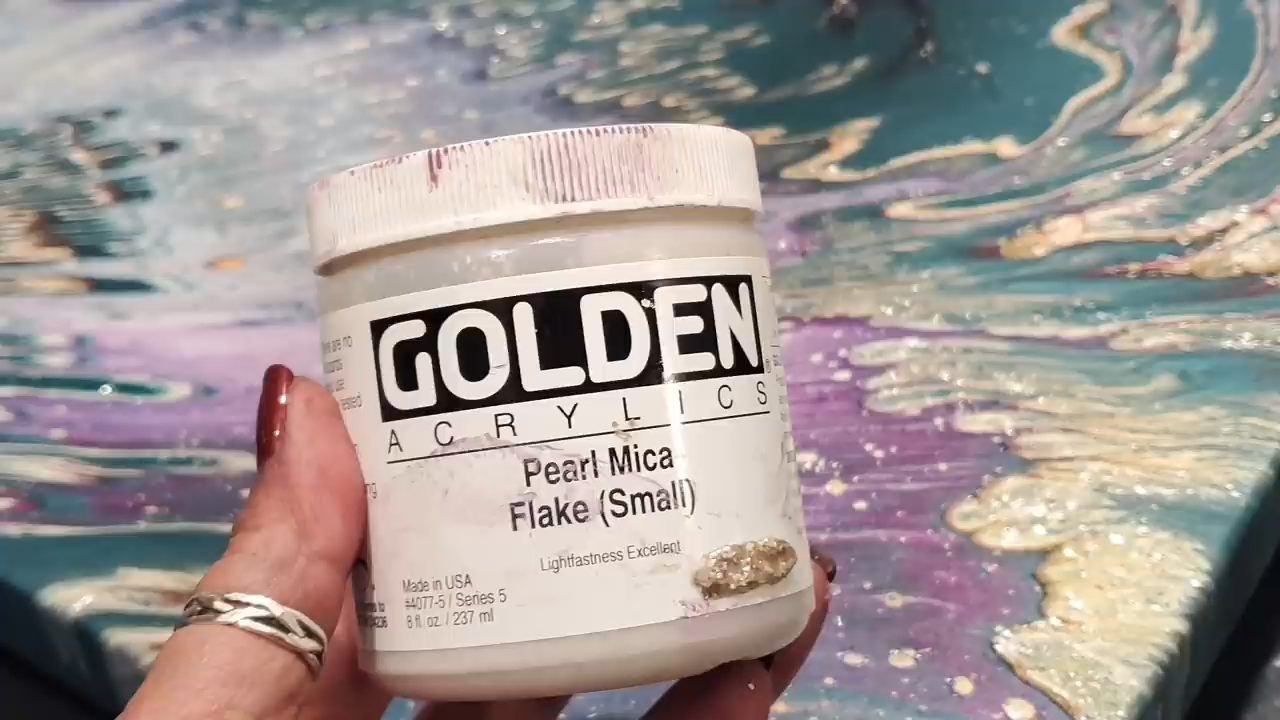 GOLDEN
ACRYLICS
Pearl Mica
Flake (Small)
Lightfastness Excellent
Made in USA
#4077-5 / Series 5
8 fl. oz. / 237 ml